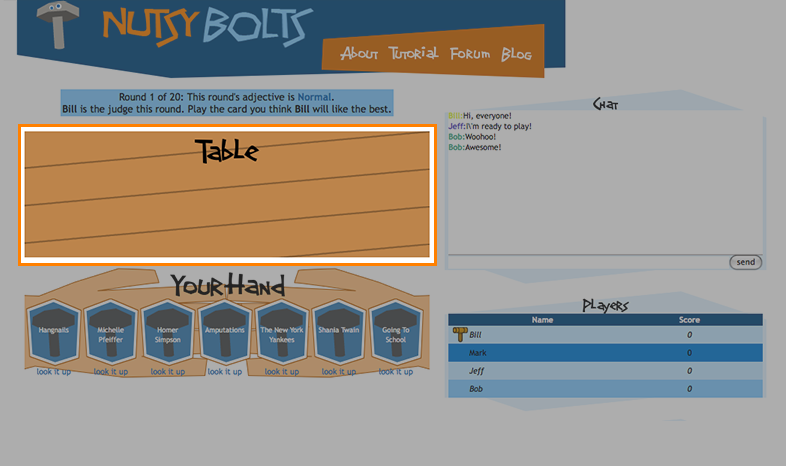 NUTSY BOLTS
About Tutorial Forum Blog
Round 1 of 20: This round's adjective is Normal.
Bill is the judge this round. Play the card you think Bill will like the best.
Table
Your Hand
Hangnails
Michelle
Pfeiffer
Homer
Simpson
Amputations
The New York
Yankees
Shania Twain
Going To
School
look it up look it up look it up look it up look it up look it up look it up
Chat
Bill:Hi, everyone!
Jeff:I\'m ready to play!
Bob:Woohoo!
Bob:Awesome!
send
Players
Name Score
Bill 0
Mark 0
Jeff 0
Bob 0